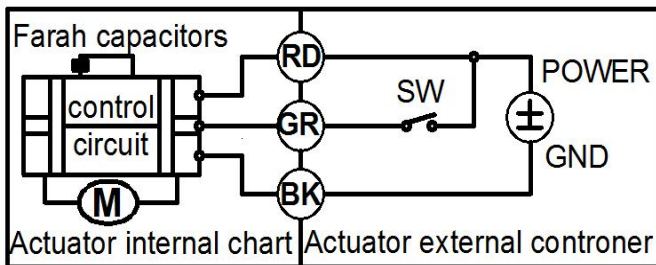 Farah capacitors
RD
POWER
SW
control
GR
±
circuit
GND
M
BK
Actuator internal chart
Actuator external controner